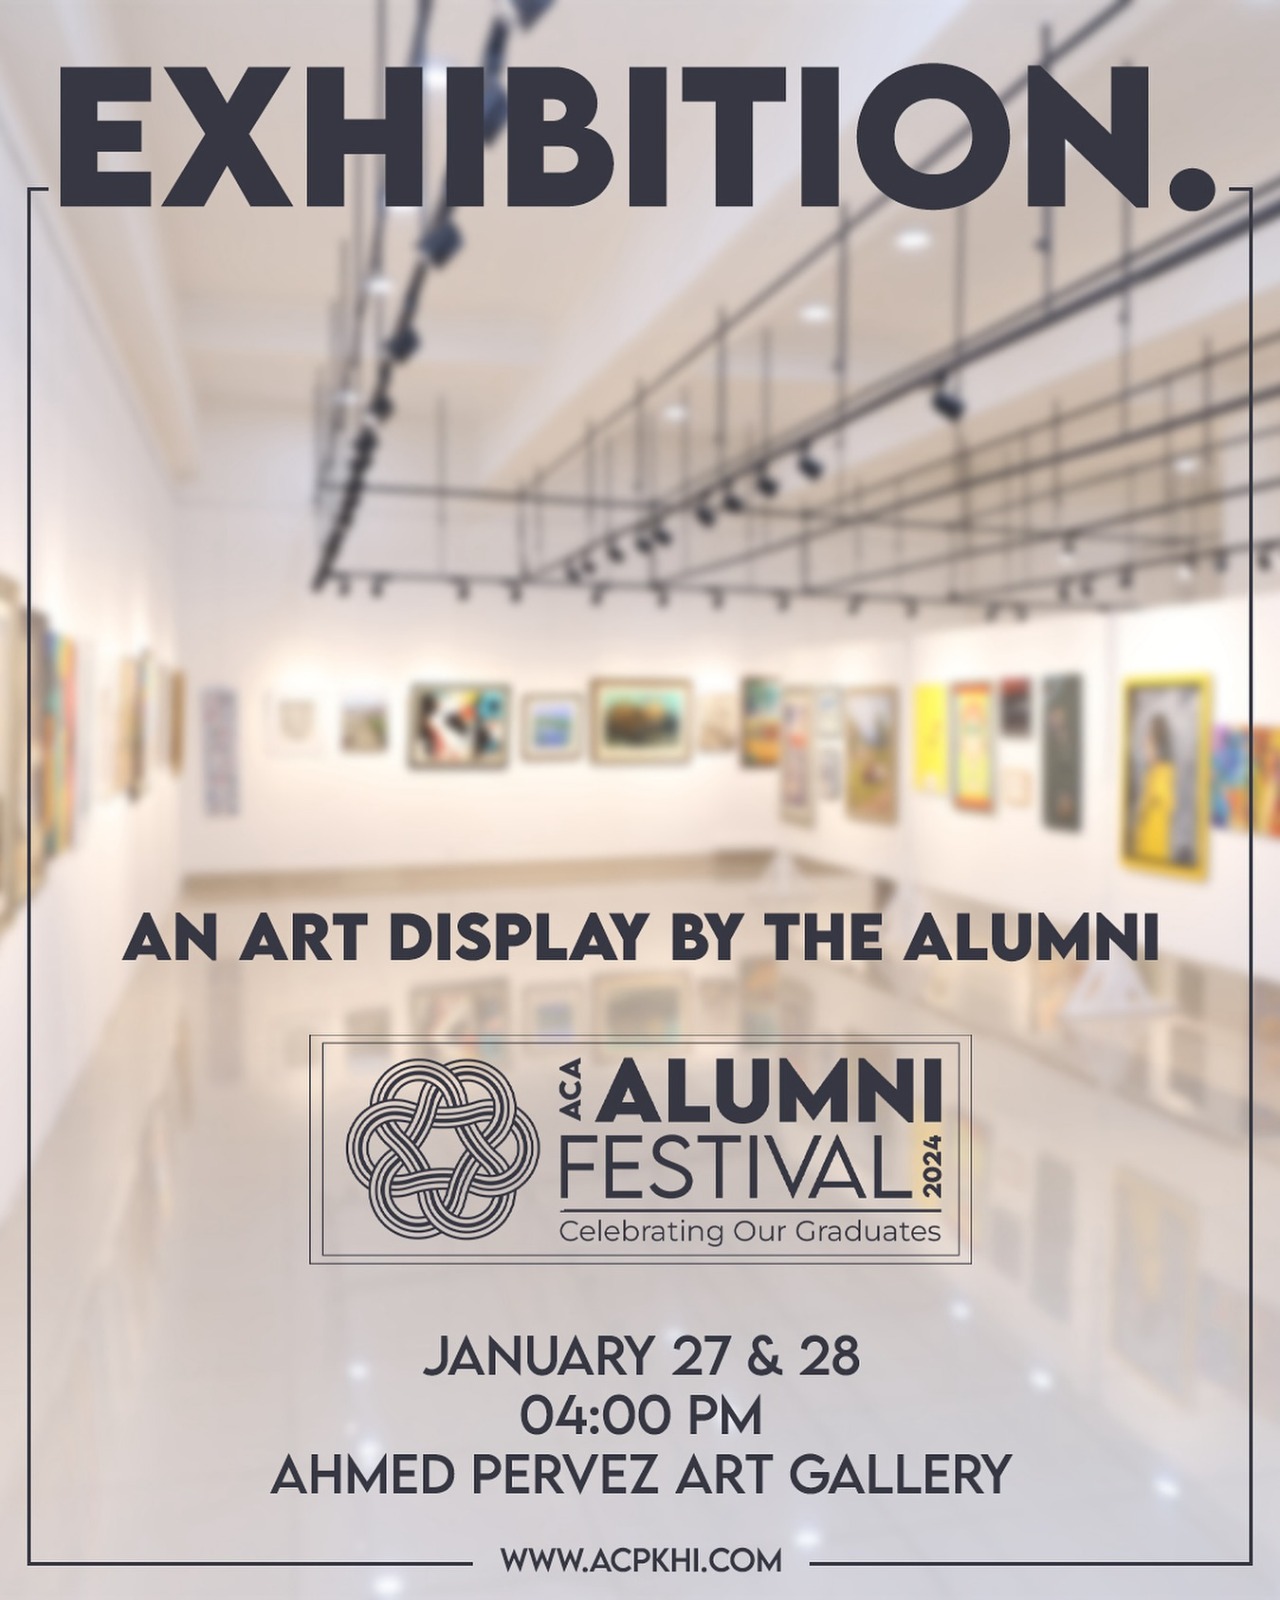 EXHIBITION.
AN ART DISPLAY BY THE ALUMNI
ACA ALUMNI
FESTIVAL 2024
Celebrating Our Graduates
JANUARY 27 & 28
04:00 PM
AHMED PERVEZ ART GALLERY
WWW.ACPKHI.COM